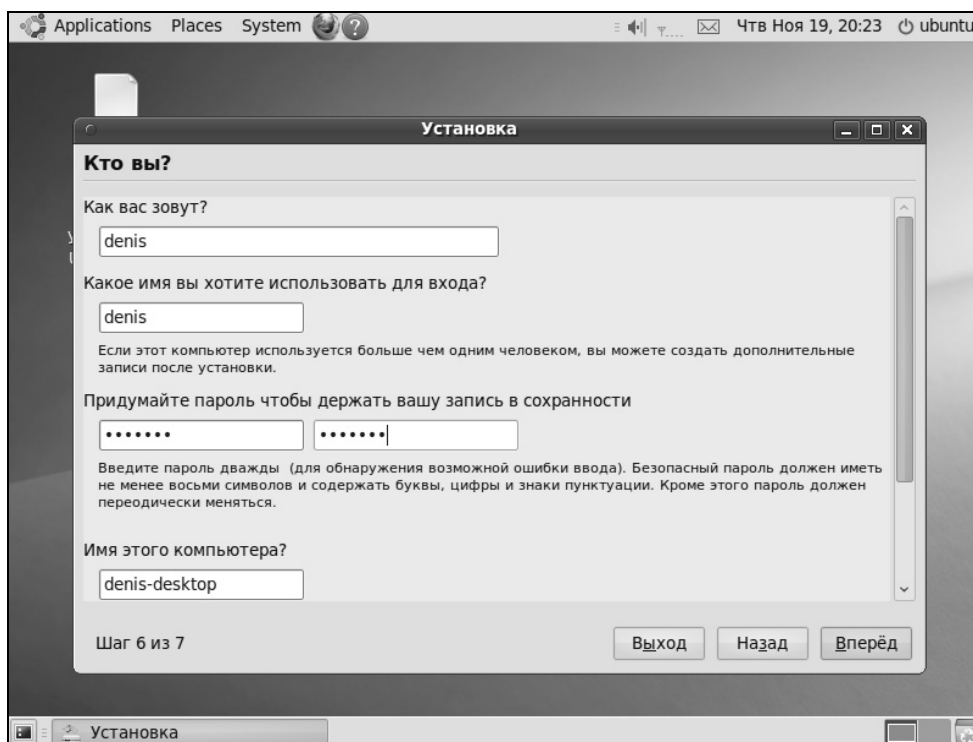 Applications Places System ? Чтв Ноя 19, 20:23 ubuntu
Установка
Кто вы?
Как вас зовут?
denis
Какое имя вы хотите использовать для входа?
denis
Если этот компьютер используется больше чем одним человеком, вы можете создать дополнительные
записи после установки.
Придумайте пароль чтобы держать вашу запись в сохранности
••••••• •••••••
Введите пароль дважды (для обнаружения возможной ошибки ввода). Безопасный пароль должен иметь
не менее восьми символов и содержать буквы, цифры и знаки пунктуации. Кроме этого пароль должен
переодически меняться.
Имя этого компьютера?
denis-desktop
Шаг 6 из 7
Выход Назад Вперёд
Установка